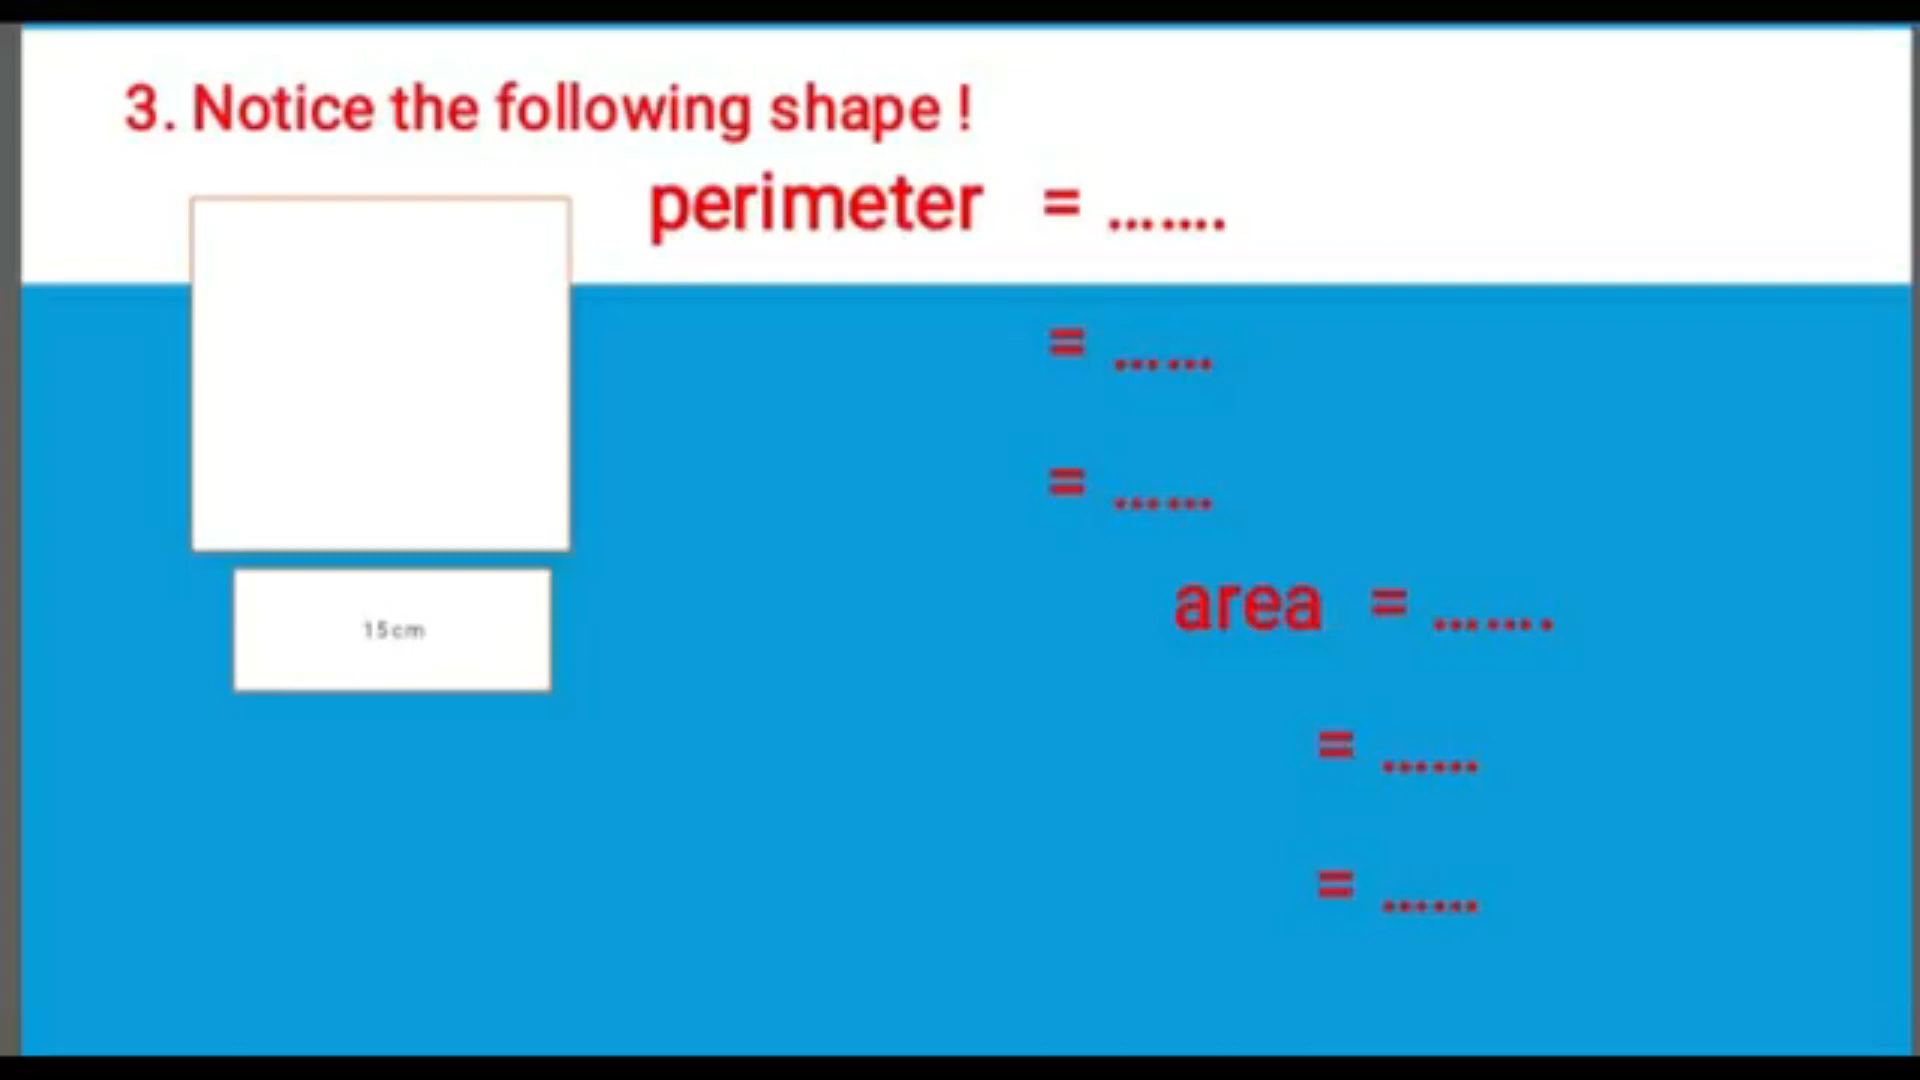 3. Notice the following shape !
perimeter = .......
= ......
= ......
15cm
area = .......
= ......
= ......